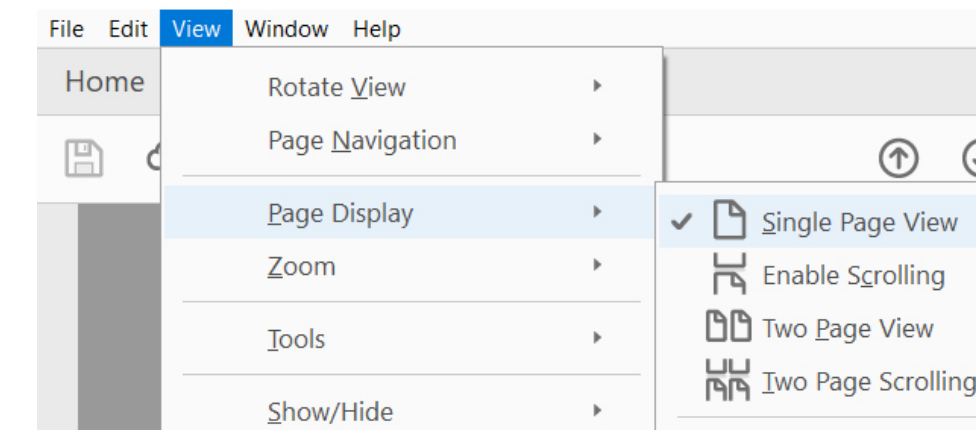 File Edit View Window Help
Home
Rotate View
Page Navigation
Page Display
Zoom
Tools
Show/Hide
Single Page View
Enable Scrolling
Two Page View
Two Page Scrolling